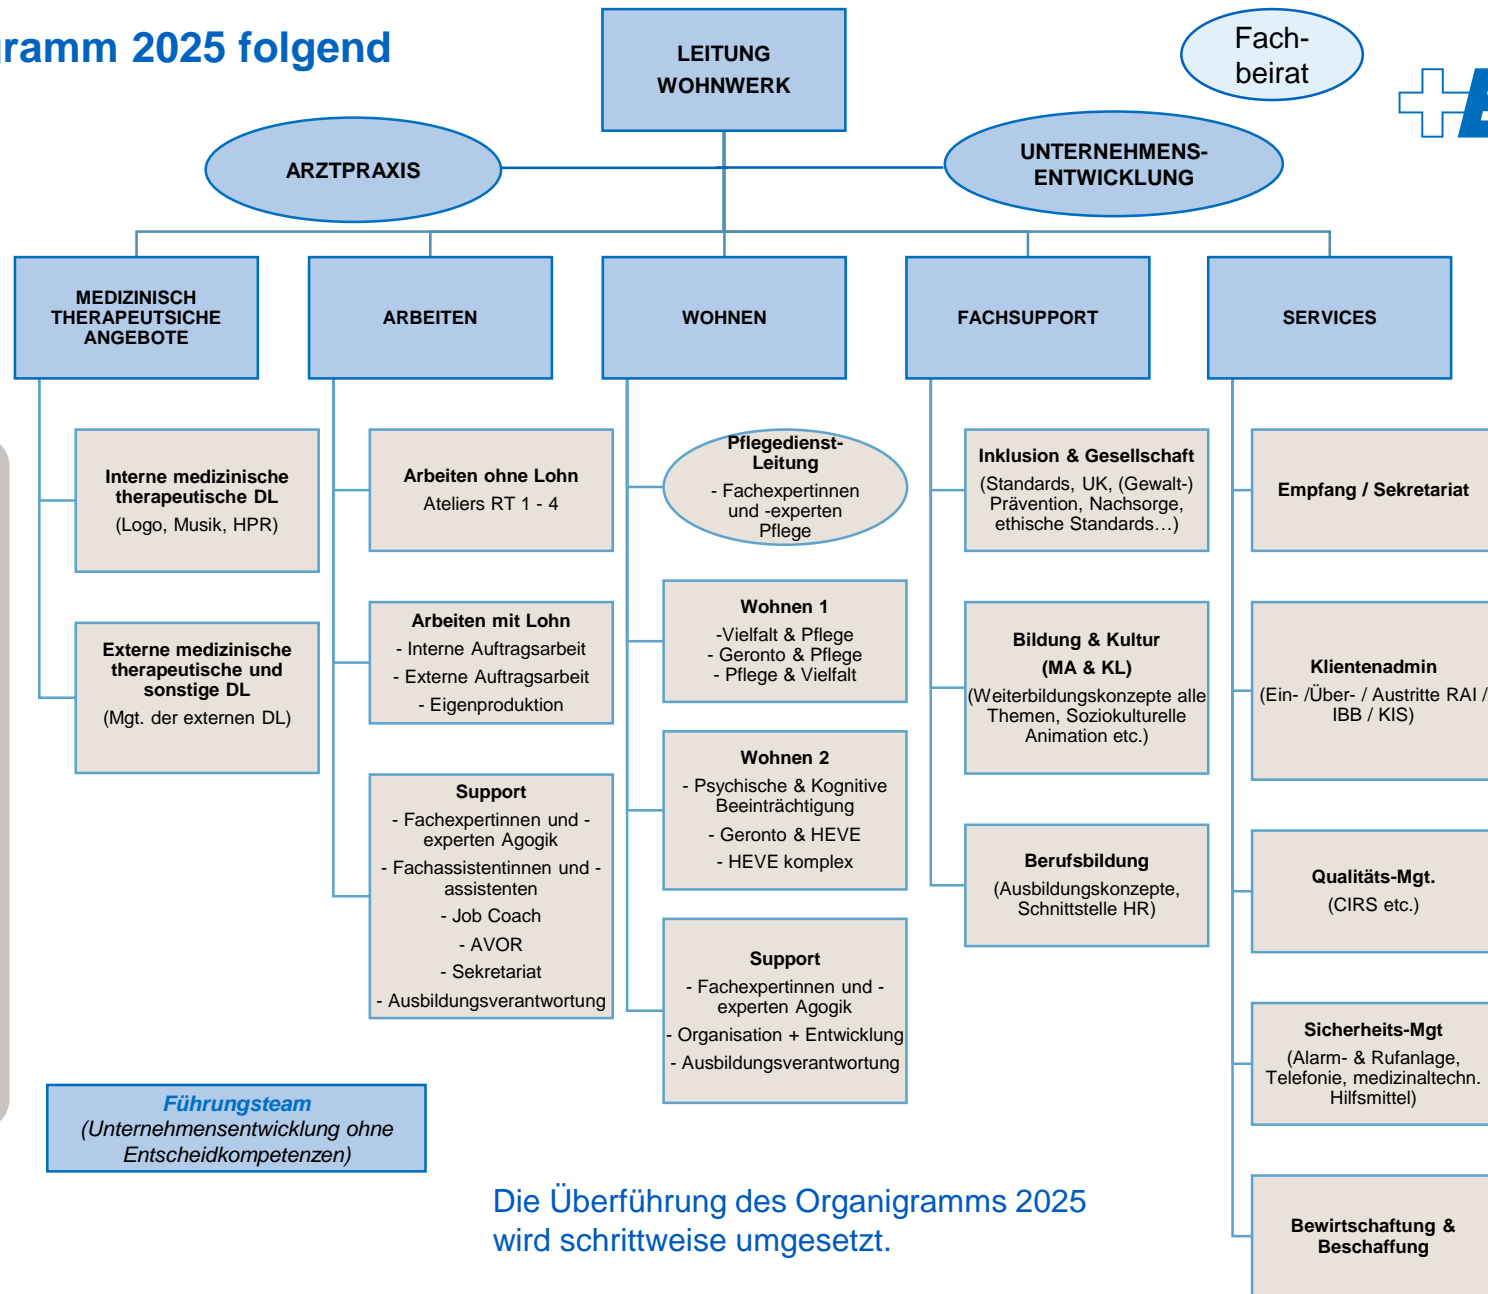 gramm 2025 folgend
LEITUNG
WOHNWERK
Fach-
beirat
ARZTPRAXIS
UNTERNEHMENS-
ENTWICKLUNG
MEDIZINISCH
THERAPEUTSICHE
ANGEBOTE
ARBEITEN
WOHNEN
FACHSUPPORT
SERVICES
Interne medizinische
therapeutische DL
(Logo, Musik, HPR)
Externe medizinische
therapeutische und
sonstige DL
(Mgt. der externen DL)
Arbeiten ohne Lohn
Ateliers RT 1 - 4
Arbeiten mit Lohn
- Interne Auftragsarbeit
- Externe Auftragsarbeit
- Eigenproduktion
Support
- Fachexpertinnen und -
experten Agogik
- Fachassistentinnen und -
assistenten
- Job Coach
- AVOR
- Sekretariat
- Ausbildungsverantwortung
Pflegedienst-
Leitung
- Fachexpertinnen
und -experten
Pflege
Wohnen 1
-Vielfalt & Pflege
- Geronto & Pflege
- Pflege & Vielfalt
Wohnen 2
- Psychische & Kognitive
Beeinträchtigung
- Geronto & HEVE
- HEVE komplex
Support
- Fachexpertinnen und -
experten Agogik
- Organisation + Entwicklung
- Ausbildungsverantwortung
Inklusion & Gesellschaft
(Standards, UK, (Gewalt-)
Prävention, Nachsorge,
ethische Standards…)
Bildung & Kultur
(MA & KL)
(Weiterbildungskonzepte alle
Themen, Soziokulturelle
Animation etc.)
Berufsbildung
(Ausbildungskonzepte,
Schnittstelle HR)
Empfang / Sekretariat
Klientenadmin
(Ein- /Über- / Austritte RAI /
IBB / KIS)
Qualitäts-Mgt.
(CIRS etc.)
Sicherheits-Mgt
(Alarm- & Rufanlage,
Telefonie, medizinaltechn.
Hilfsmittel)
Bewirtschaftung &
Beschaffung
Führungsteam
(Unternehmensentwicklung ohne
Entscheidkompetenzen)
Die Überführung des Organigramms 2025
wird schrittweise umgesetzt.